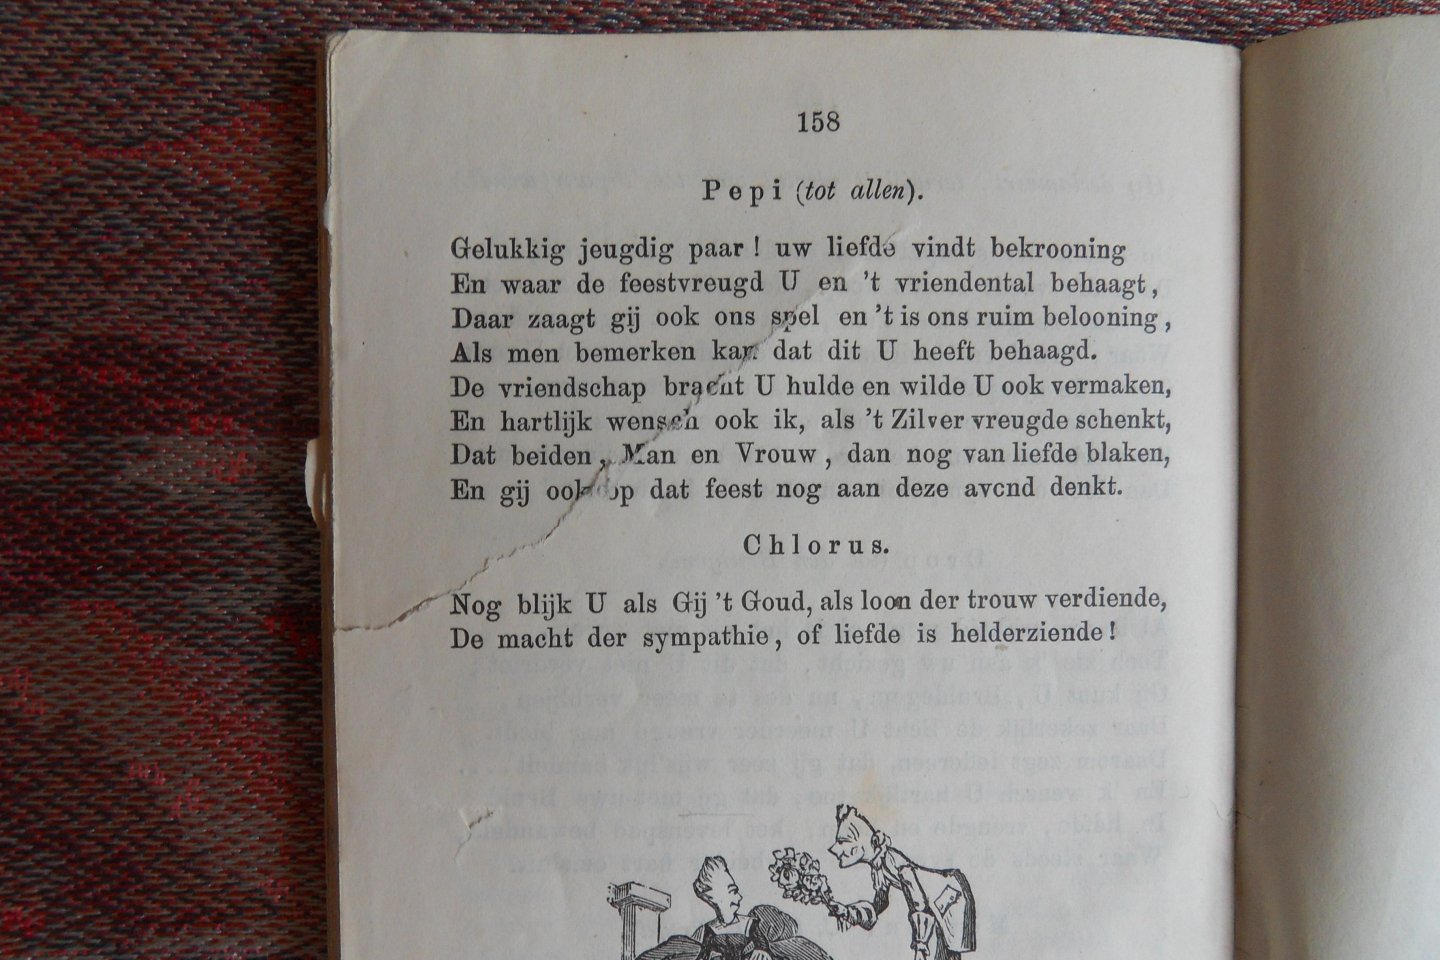 158
Pepi (tot allen).
Gelukkig jeugdig paar! uw liefde vindt bekrooning
En waar de feestvreugd U en 't vriendental behaagt,
Daar zaagt gij ook ons spel en 't is ons ruim belooning,
Als men bemerken kan dat dit U heeft behaagd.
De vriendschap bracht U hulde en wilde U ook vermaken,
En hartlijk wensch ook ik, als 't Zilver vreugde schenkt,
Dat beiden, Man en Vrouw, dan nog van liefde blaken,
En gij ook op dat feest nog aan deze avond denkt.
Chlorus.
Nog blijk U als Gij 't Goud, als loon der trouw verdiende,
De macht der sympathie, of liefde is helderziende!